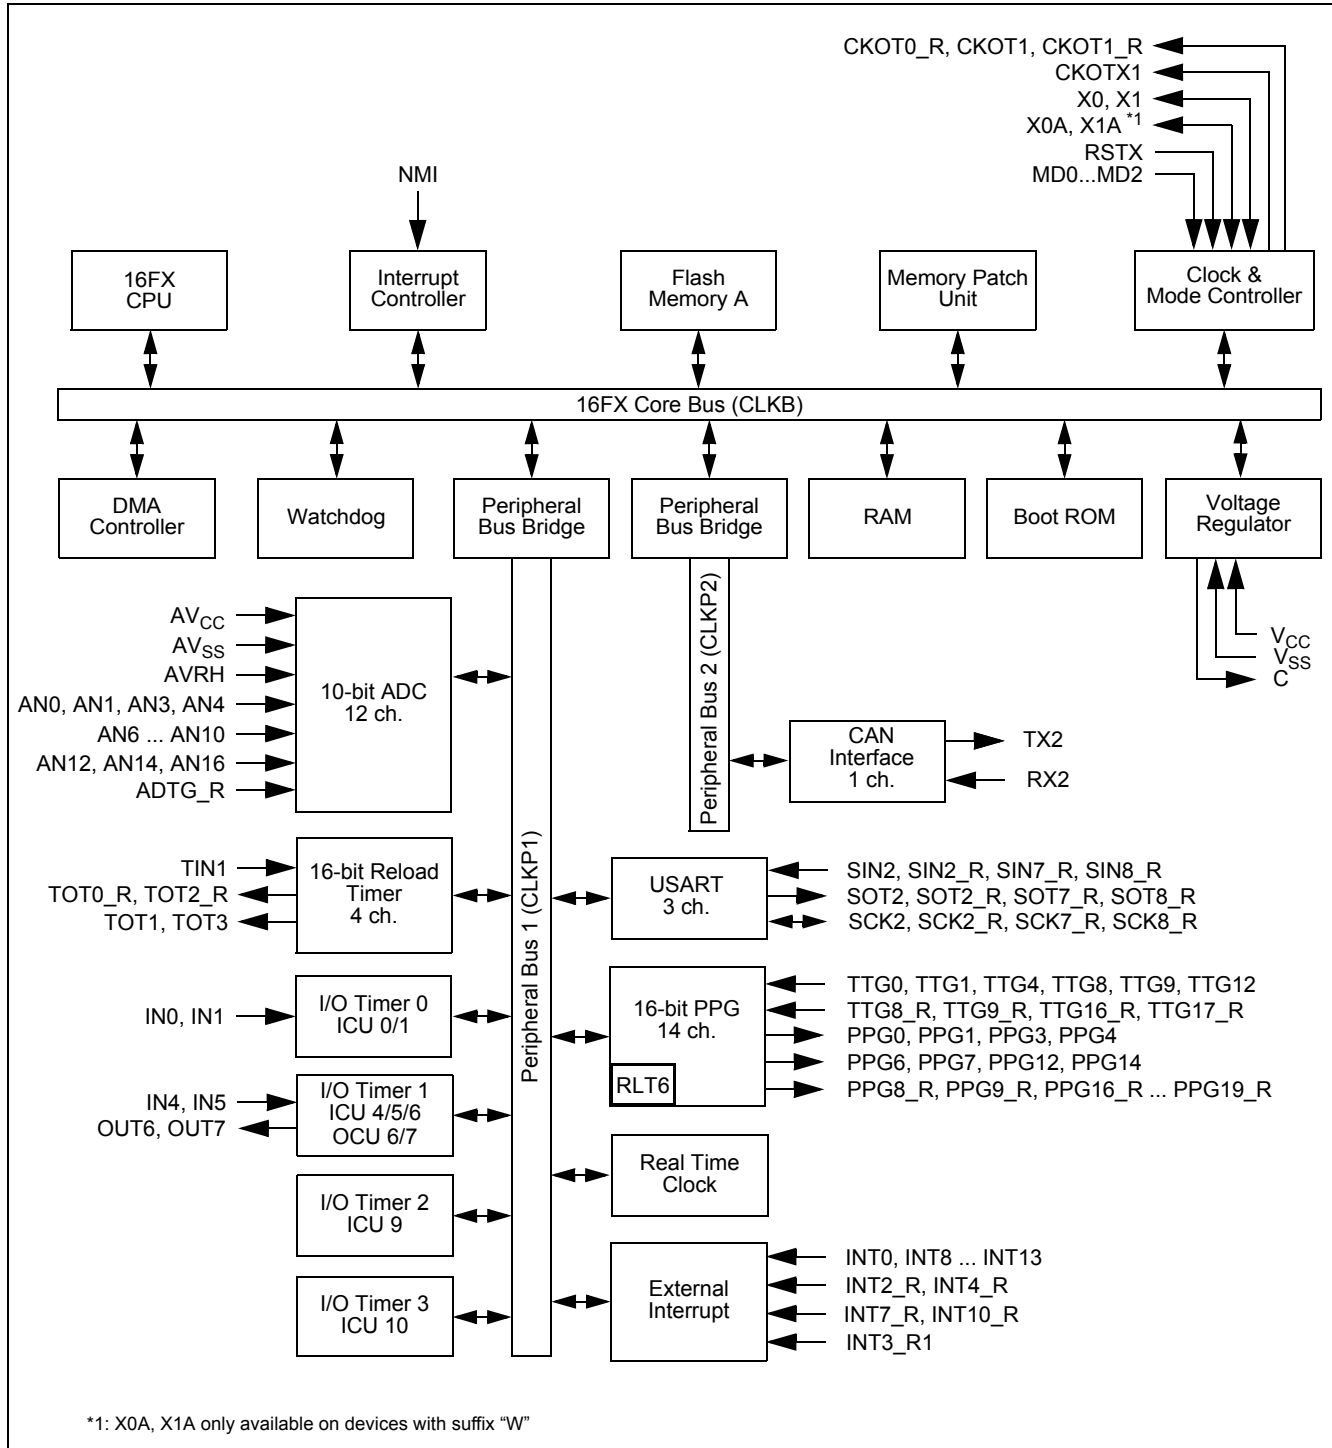 CKOT0_R, CKOT1, CKOT1_R
CKOTX1
X0, X1
X0A, X1A *1
RSTX
MD0...MD2
NMI
16FX
CPU
Interrupt
Controller
Flash
Memory A
Memory Patch
Unit
Clock &
Mode Controller
16FX Core Bus (CLKB)
DMA
Controller
Watchdog
Peripheral
Bus Bridge
Peripheral
Bus Bridge
RAM
Boot ROM
Voltage
Regulator
VCC
VSS
C
Peripheral Bus 1 (CLKP1)
Peripheral Bus 2 (CLKP2)
AVCC
AVSS
AVRH
AN0, AN1, AN3, AN4
AN6 ... AN10
AN12, AN14, AN16
ADTG_R
10-bit ADC
12 ch.
CAN
Interface
1 ch.
TX2
RX2
TIN1
TOT0_R, TOT2_R
TOT1, TOT3
16-bit Reload
Timer
4 ch.
USART
3 ch.
SIN2, SIN2_R, SIN7_R, SIN8_R
SOT2, SOT2_R, SOT7_R, SOT8_R
SCK2, SCK2_R, SCK7_R, SCK8_R
IN0, IN1
I/O Timer 0
ICU 0/1
16-bit PPG
14 ch.
RLT6
TTG0, TTG1, TTG4, TTG8, TTG9, TTG12
TTG8_R, TTG9_R, TTG16_R, TTG17_R
PPG0, PPG1, PPG3, PPG4
PPG6, PPG7, PPG12, PPG14
PPG8_R, PPG9_R, PPG16_R ... PPG19_R
IN4, IN5
OUT6, OUT7
I/O Timer 1
ICU 4/5/6
OCU 6/7
Real Time
Clock
I/O Timer 2
ICU 9
External
Interrupt
INT0, INT8 ... INT13
INT2_R, INT4_R
INT7_R, INT10_R
INT3_R1
I/O Timer 3
ICU 10
*1: X0A, X1A only available on devices with suffix “W”